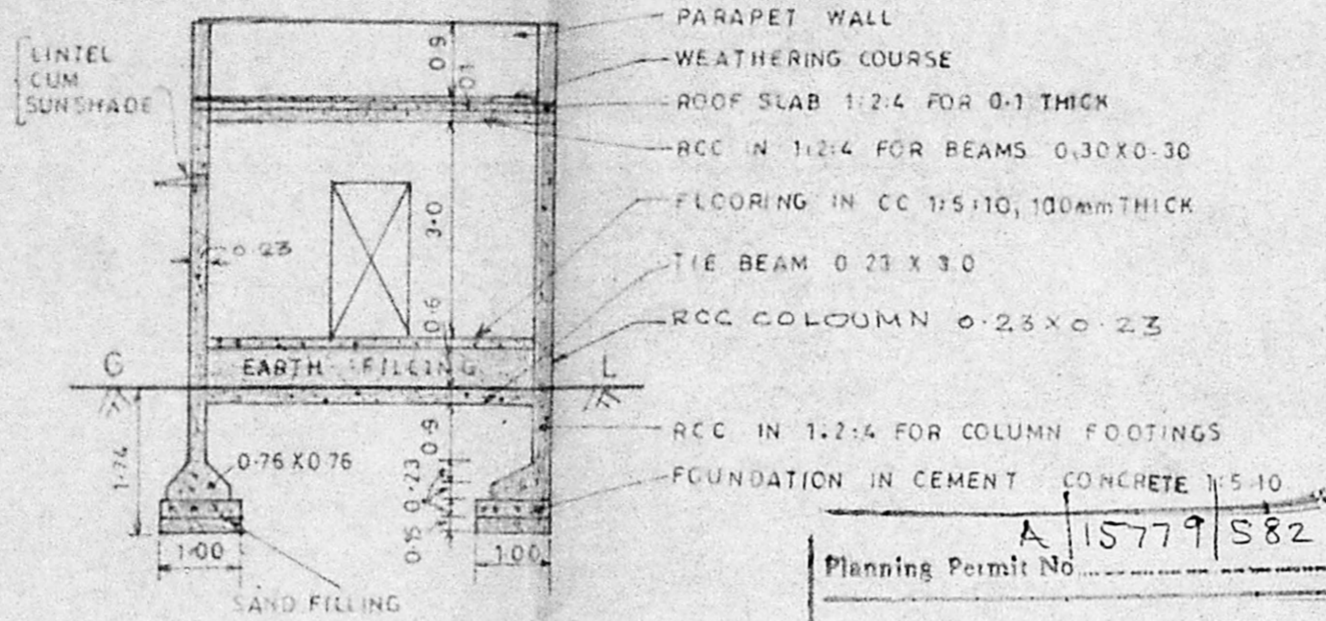 PARAPET WALL
WEATHERING COURSE
ROOF SLAB 1:2:4 FOR 0.1 THICK
RCC IN 1:2:4 FOR BEAMS 0.30X0.30
FLOORING IN CC 1:5:10, 100mm THICK
TIE BEAM 0.23 X 3.0
RCC COLOUMN 0.23X0.23
RCC IN 1:2:4 FOR COLUMN FOOTINGS
FOUNDATION IN CEMENT CONCRETE 1:5:10
LINTEL
CUM
SUNSHADE
0.9
0.1
3.0
0.23
0.6
G EARTH FILLING L
0.9
1.74
0.76 X 0.76
0.23
0.15
1.00 1.00
SAND FILLING
A 15779 582
Planning Permit No